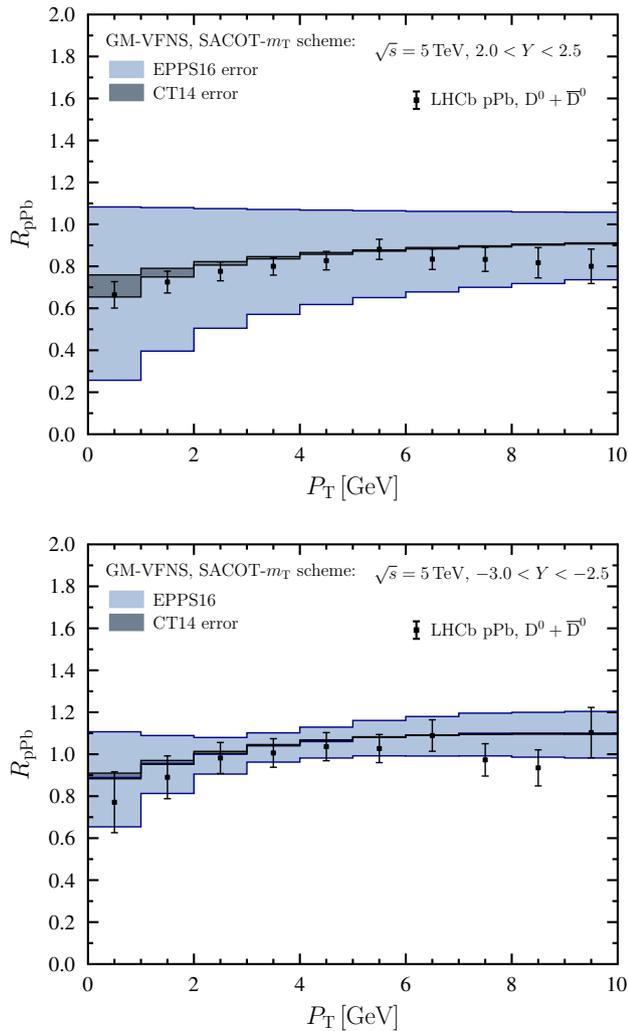 GM-VFNS, SACOT-m_T scheme:
√s = 5 TeV, 2.0 < Y < 2.5
EPPS16 error
CT14 error
LHCb pPb, D⁰ + D̅⁰
R_pPb
2.0
1.8
1.6
1.4
1.2
1.0
0.8
0.6
0.4
0.2
0.0
0 2 4 6 8 10
P_T [GeV]
GM-VFNS, SACOT-m_T scheme:
√s = 5 TeV, −3.0 < Y < −2.5
EPPS16
CT14 error
LHCb pPb, D⁰ + D̅⁰
R_pPb
2.0
1.8
1.6
1.4
1.2
1.0
0.8
0.6
0.4
0.2
0.0
0 2 4 6 8 10
P_T [GeV]